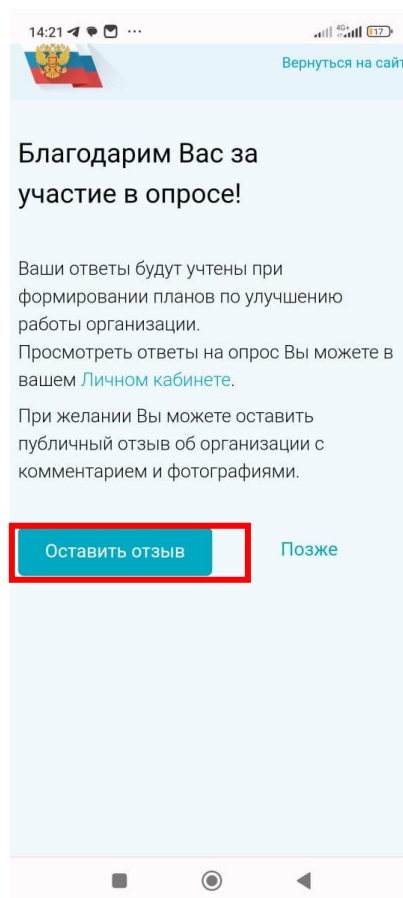 14:21
4G+
17
Вернуться на сайт
Благодарим Вас за
участие в опросе!
Ваши ответы будут учтены при
формировании планов по улучшению
работы организации.
Просмотреть ответы на опрос Вы можете в
вашем Личном кабинете.
При желании Вы можете оставить
публичный отзыв об организации с
комментарием и фотографиями.
Оставить отзыв
Позже